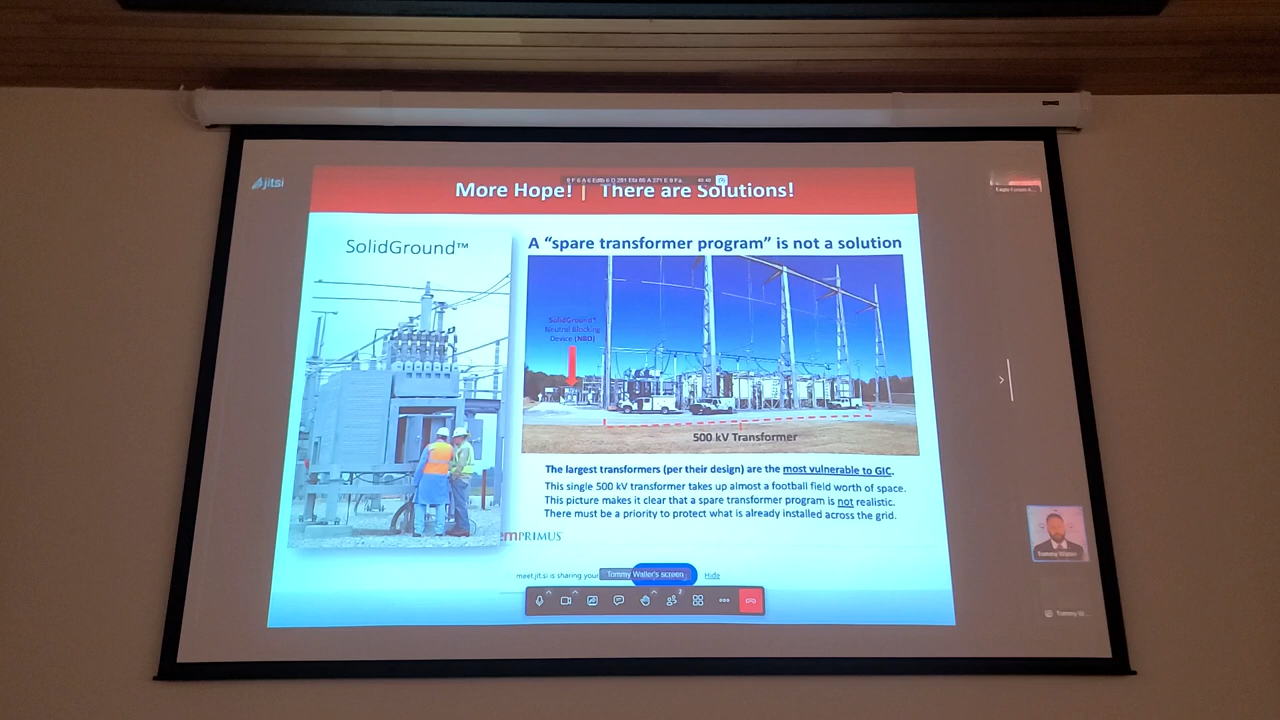 jitsi
More Hope! | There are Solutions!
SolidGround™
A “spare transformer program” is not a solution
SolidGround™
Neutral Blocking
Device (NBD)
500 kV Transformer
The largest transformers (per their design) are the most vulnerable to GIC.
This single 500 kV transformer takes up almost a football field worth of space.
This picture makes it clear that a spare transformer program is not realistic.
There must be a priority to protect what is already installed across the grid.
emPRIMUS
Tommy Waller
meet.jit.si is sharing your
Tommy Waller's screen
Hide
2
Tommy W...